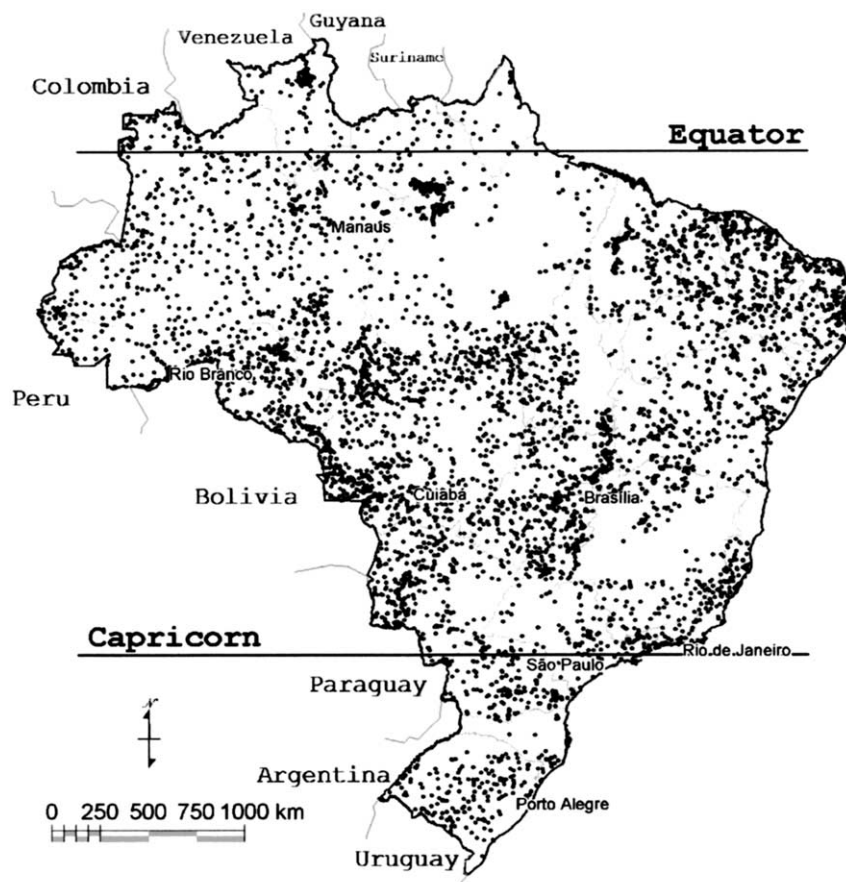 Guyana
Venezuela
Suriname
Colombia
Equator
Manaus
Rio Branco
Peru
Bolivia
Cuiabá
Brasília
Capricorn
Rio de Janeiro
São Paulo
Paraguay
N
Argentina
0 250 500 750 1000 km
Porto Alegre
Uruguay